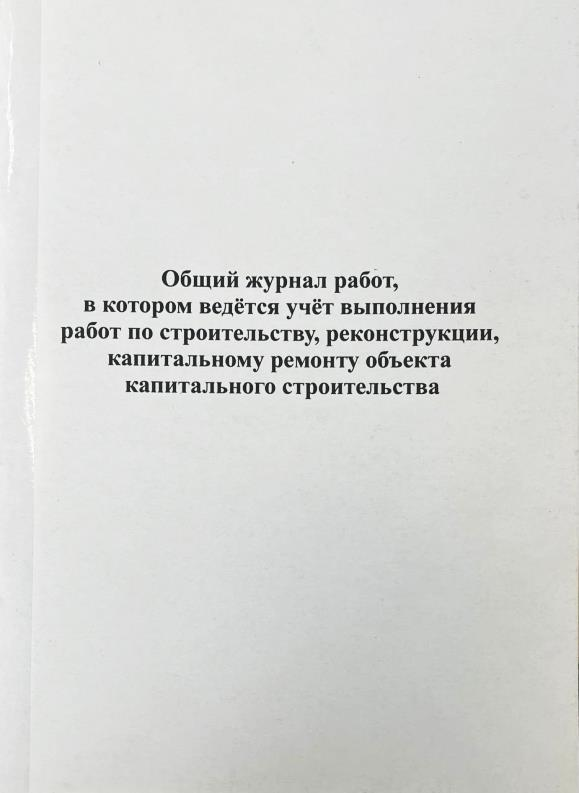 Общий журнал работ,
в котором ведётся учёт выполнения
работ по строительству, реконструкции,
капитальному ремонту объекта
капитального строительства